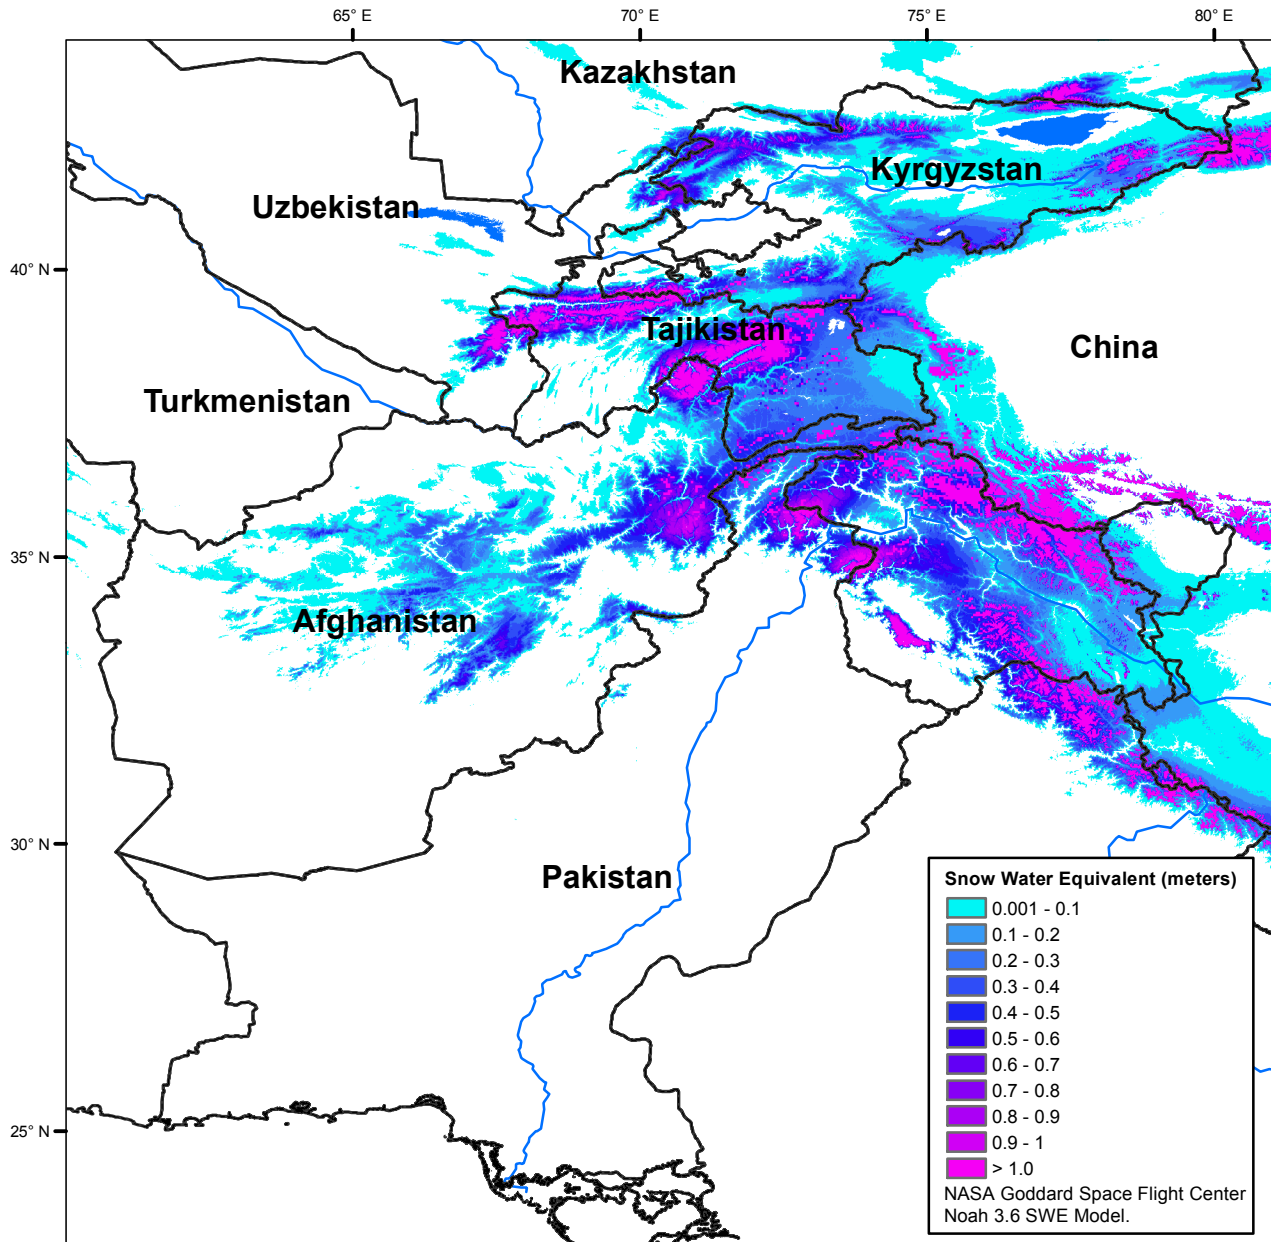 65° E
70° E
75° E
80° E
Kazakhstan
Kyrgyzstan
Uzbekistan
40° N
Tajikistan
China
Turkmenistan
35° N
Afghanistan
30° N
Pakistan
25° N
Snow Water Equivalent (meters)
0.001 - 0.1
0.1 - 0.2
0.2 - 0.3
0.3 - 0.4
0.4 - 0.5
0.5 - 0.6
0.6 - 0.7
0.7 - 0.8
0.8 - 0.9
0.9 - 1
> 1.0
NASA Goddard Space Flight Center
Noah 3.6 SWE Model.